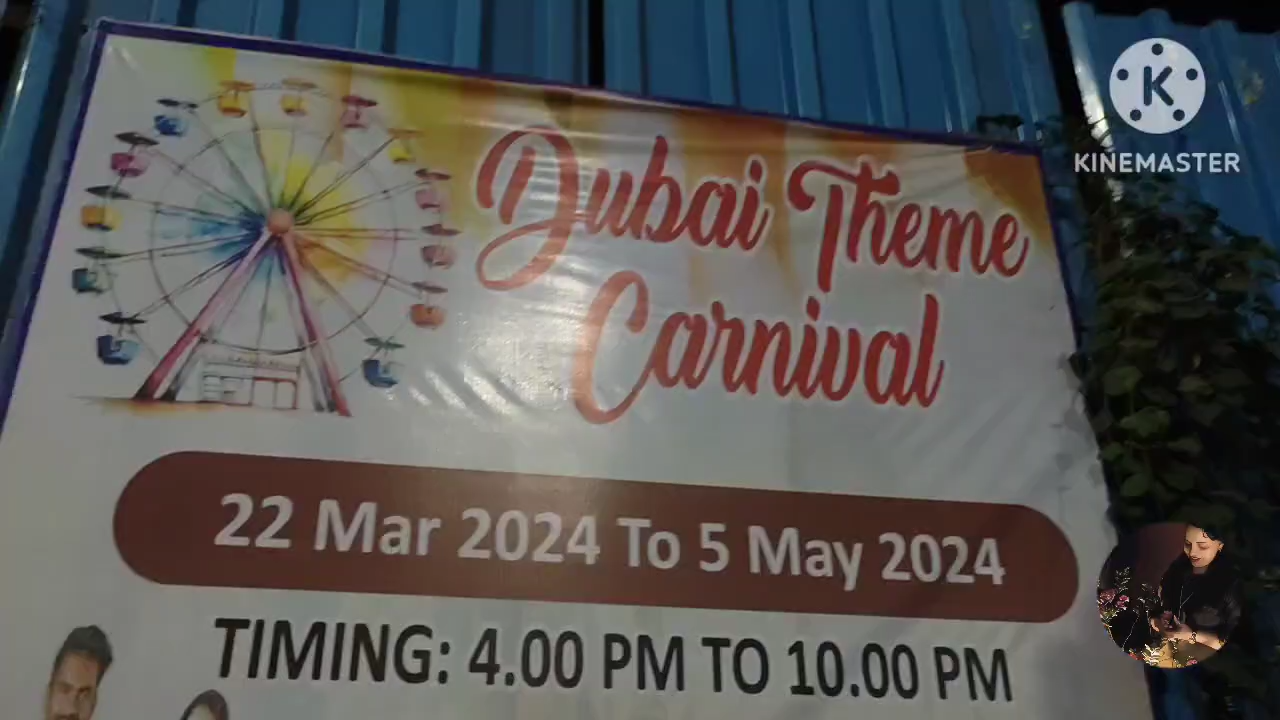 K
KINEMASTER
Dubai Theme
Carnival
22 Mar 2024 To 5 May 2024
TIMING: 4.00 PM TO 10.00 PM